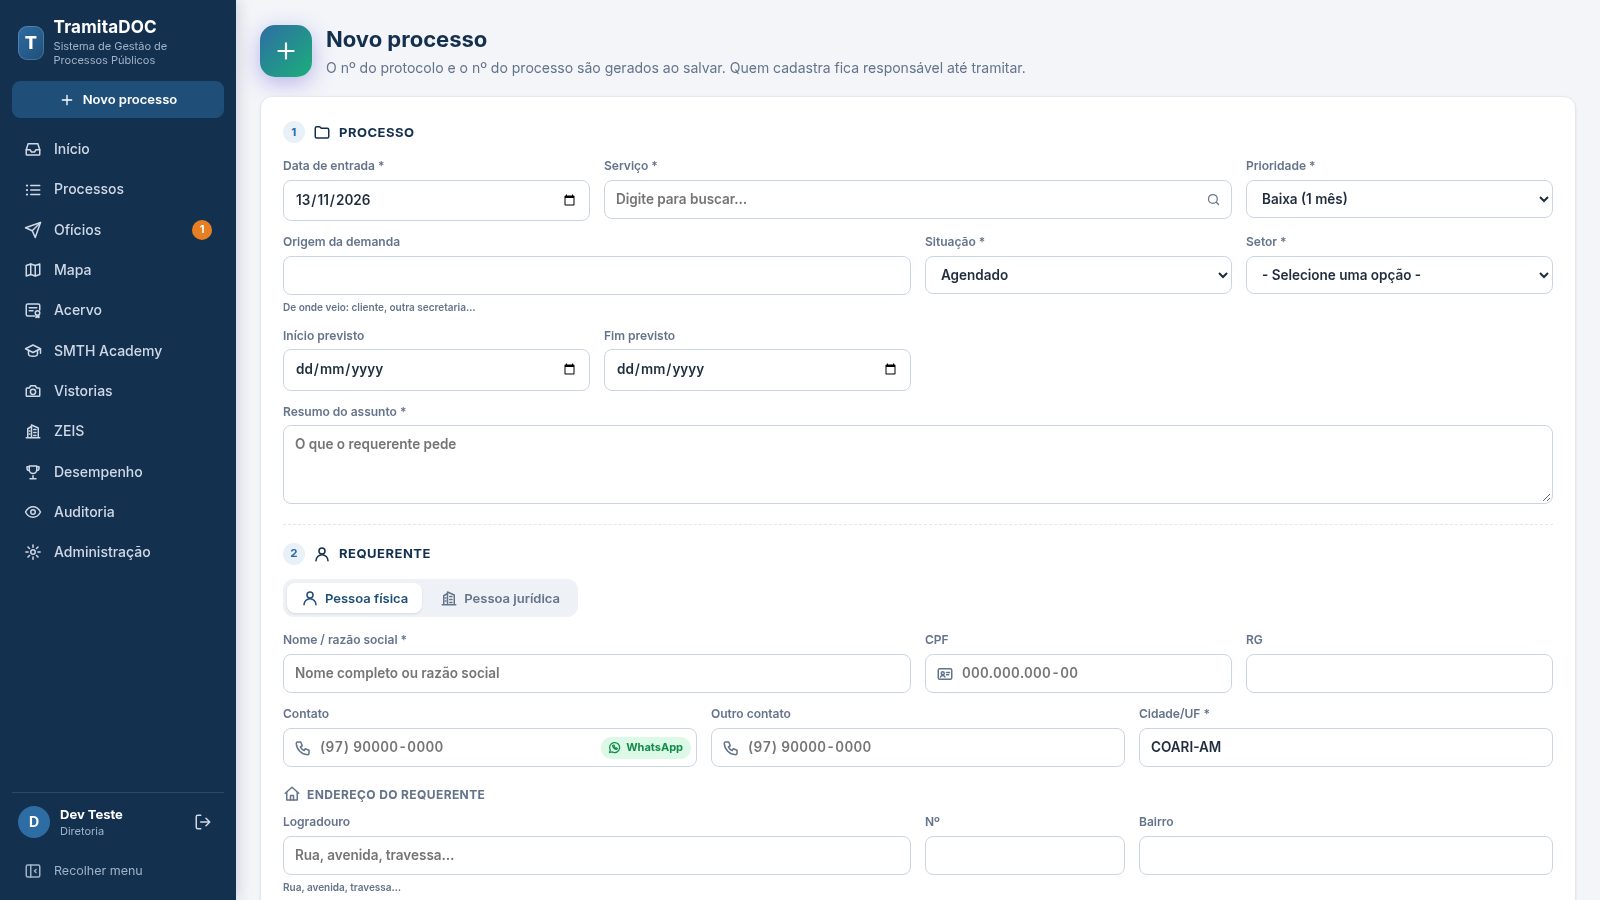 T
TramitaDOC
Sistema de Gestão de
Processos Públicos
Novo processo
Início
Processos
Ofícios
1
Mapa
Acervo
SMTH Academy
Vistorias
ZEIS
Desempenho
Auditoria
Administração
D
Dev Teste
Diretoria
Recolher menu
Novo processo
O nº do protocolo e o nº do processo são gerados ao salvar. Quem cadastra fica responsável até tramitar.
1 PROCESSO
Data de entrada * Serviço * Prioridade *
13/11/2026 Digite para buscar... Baixa (1 mês)
Origem da demanda Situação * Setor *
Agendado - Selecione uma opção -
De onde veio: cliente, outra secretaria...
Início previsto Fim previsto
dd/mm/yyyy dd/mm/yyyy
Resumo do assunto *
O que o requerente pede
2 REQUERENTE
Pessoa física Pessoa jurídica
Nome / razão social * CPF RG
Nome completo ou razão social 000.000.000-00
Contato Outro contato Cidade/UF *
(97) 90000-0000 WhatsApp (97) 90000-0000 COARI-AM
ENDEREÇO DO REQUERENTE
Logradouro Nº Bairro
Rua, avenida, travessa...
Rua, avenida, travessa...